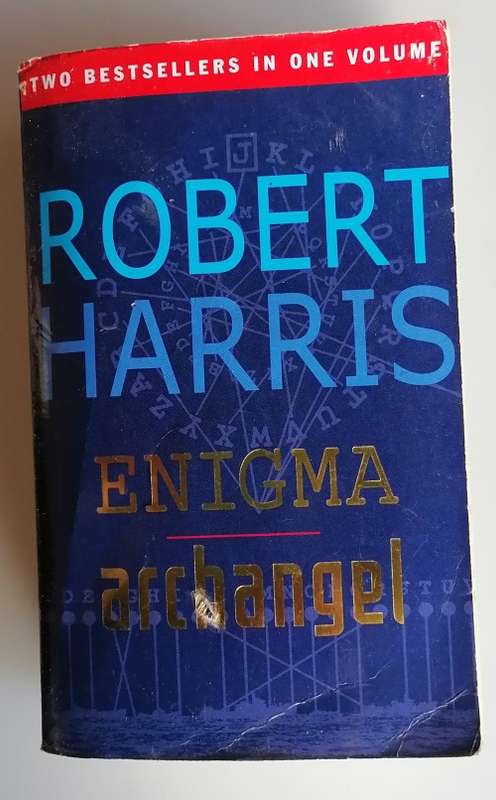 TWO BESTSELLERS IN ONE VOLUME
ROBERT
HARRIS
ENIGMA
archangel